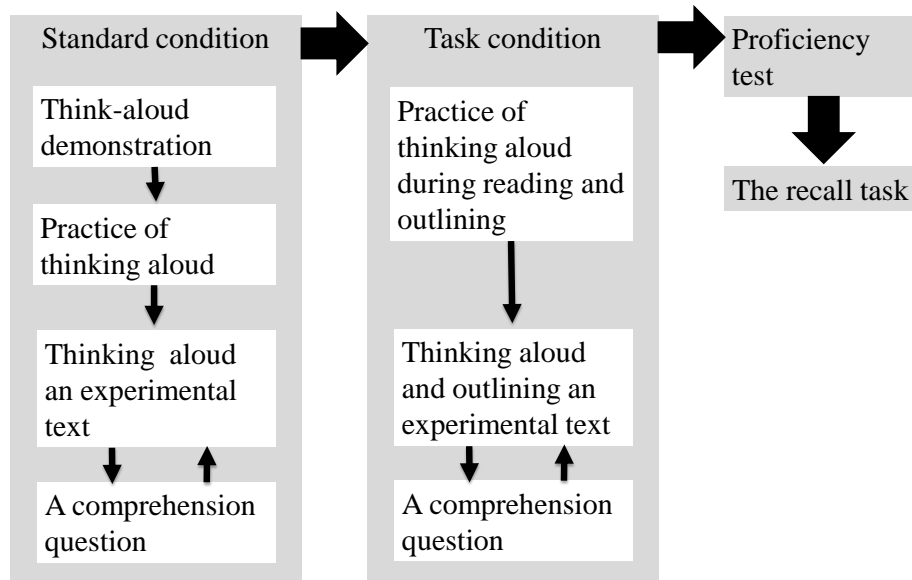 Standard condition
Think-aloud
demonstration
Practice of
thinking aloud
Thinking aloud
an experimental
text
A comprehension
question
Task condition
Practice of
thinking aloud
during reading and
outlining
Thinking aloud
and outlining an
experimental text
A comprehension
question
Proficiency
test
The recall task